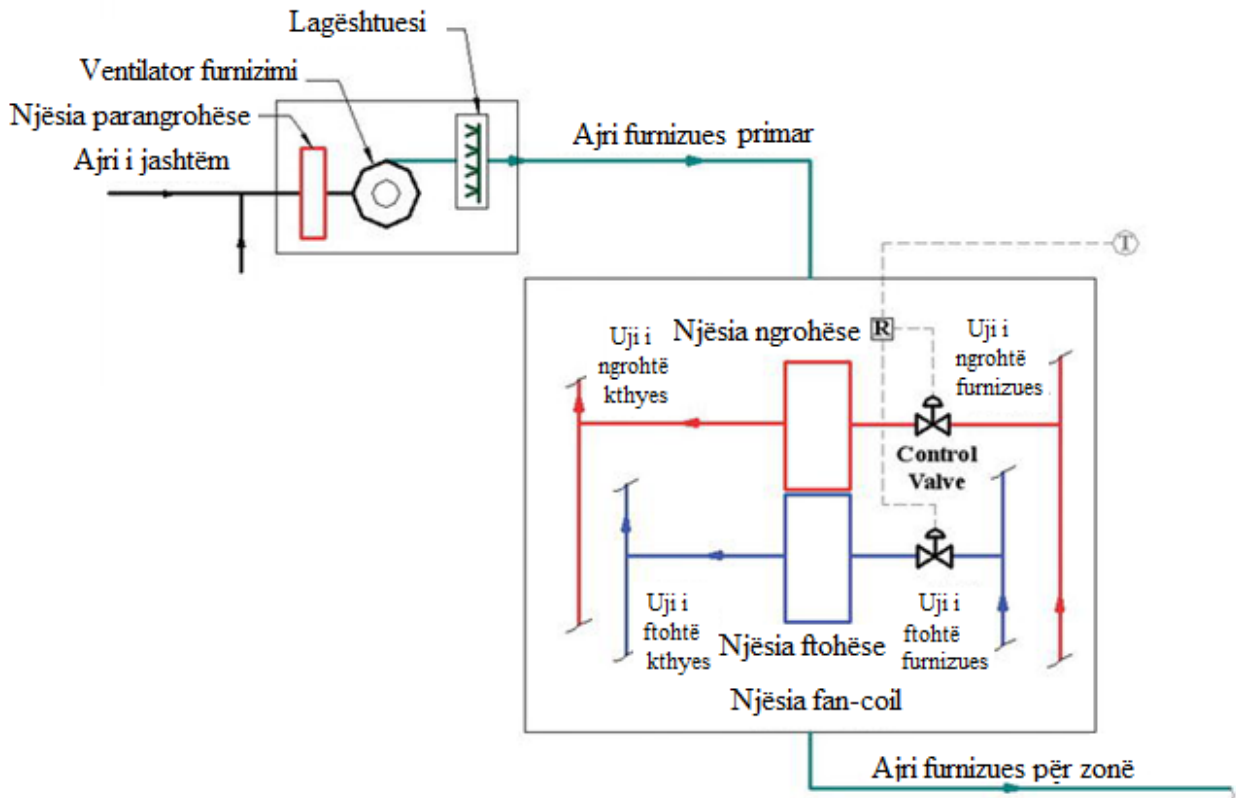 Lagështuesi
Ventilator furnizimi
Njësia parangrohëse
Ajri i jashtëm
Ajri furnizues primar
T
Njësia ngrohëse
R
Uji i
ngrohtë
kthyes
Uji i
ngrohtë
furnizues
Control
Valve
Uji i
ftohtë
kthyes
Njësia ftohëse
Uji i
ftohtë
furnizues
Njësia fan-coil
Ajri furnizues për zonë